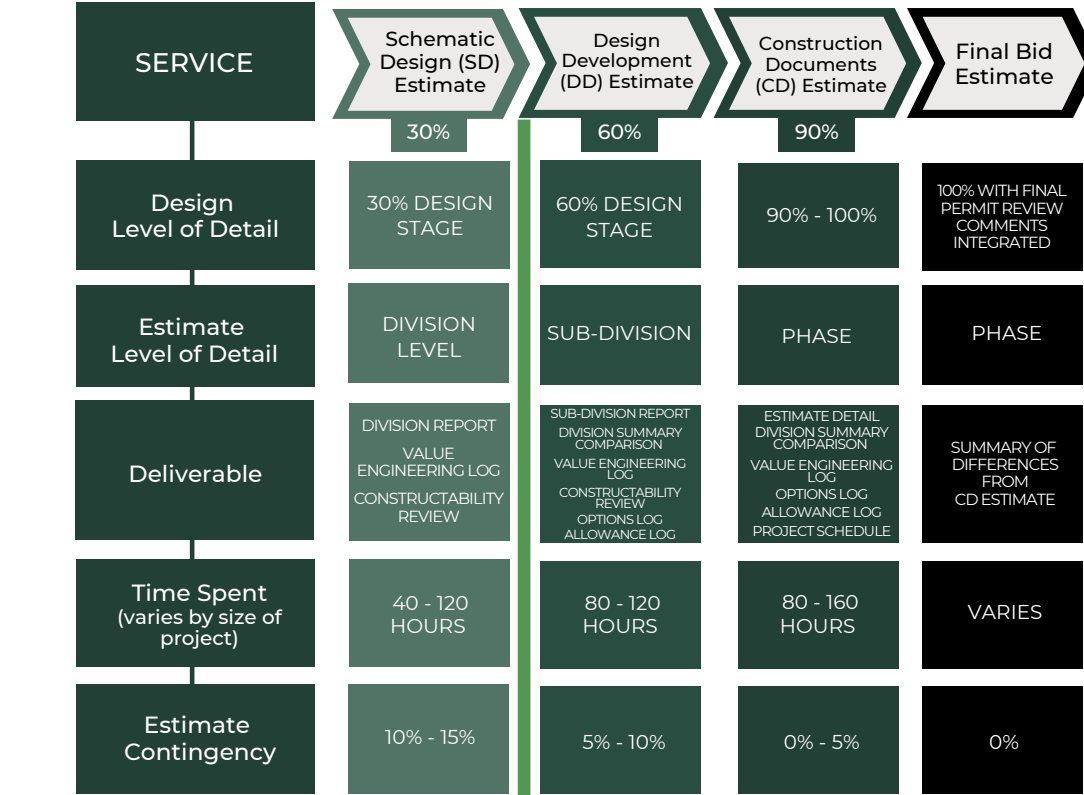 SERVICE
Schematic
Design (SD)
Estimate
Design
Development
(DD) Estimate
Construction
Documents
(CD) Estimate
Final Bid
Estimate
30%
60%
90%
Design
Level of Detail
30% DESIGN
STAGE
60% DESIGN
STAGE
90% - 100%
100% WITH FINAL
PERMIT REVIEW
COMMENTS
INTEGRATED
Estimate
Level of Detail
DIVISION
LEVEL
SUB-DIVISION
PHASE
PHASE
Deliverable
DIVISION REPORT
VALUE
ENGINEERING LOG
CONSTRUCTABILITY
REVIEW
SUB-DIVISION REPORT
DIVISION SUMMARY
COMPARISON
VALUE ENGINEERING
LOG
CONSTRUCTABILITY
REVIEW
OPTIONS LOG
ALLOWANCE LOG
ESTIMATE DETAIL
DIVISION SUMMARY
COMPARISON
VALUE ENGINEERING
LOG
OPTIONS LOG
ALLOWANCE LOG
PROJECT SCHEDULE
SUMMARY OF
DIFFERENCES
FROM
CD ESTIMATE
Time Spent
(varies by size of
project)
40 - 120
HOURS
80 - 120
HOURS
80 - 160
HOURS
VARIES
Estimate
Contingency
10% - 15%
5% - 10%
0% - 5%
0%